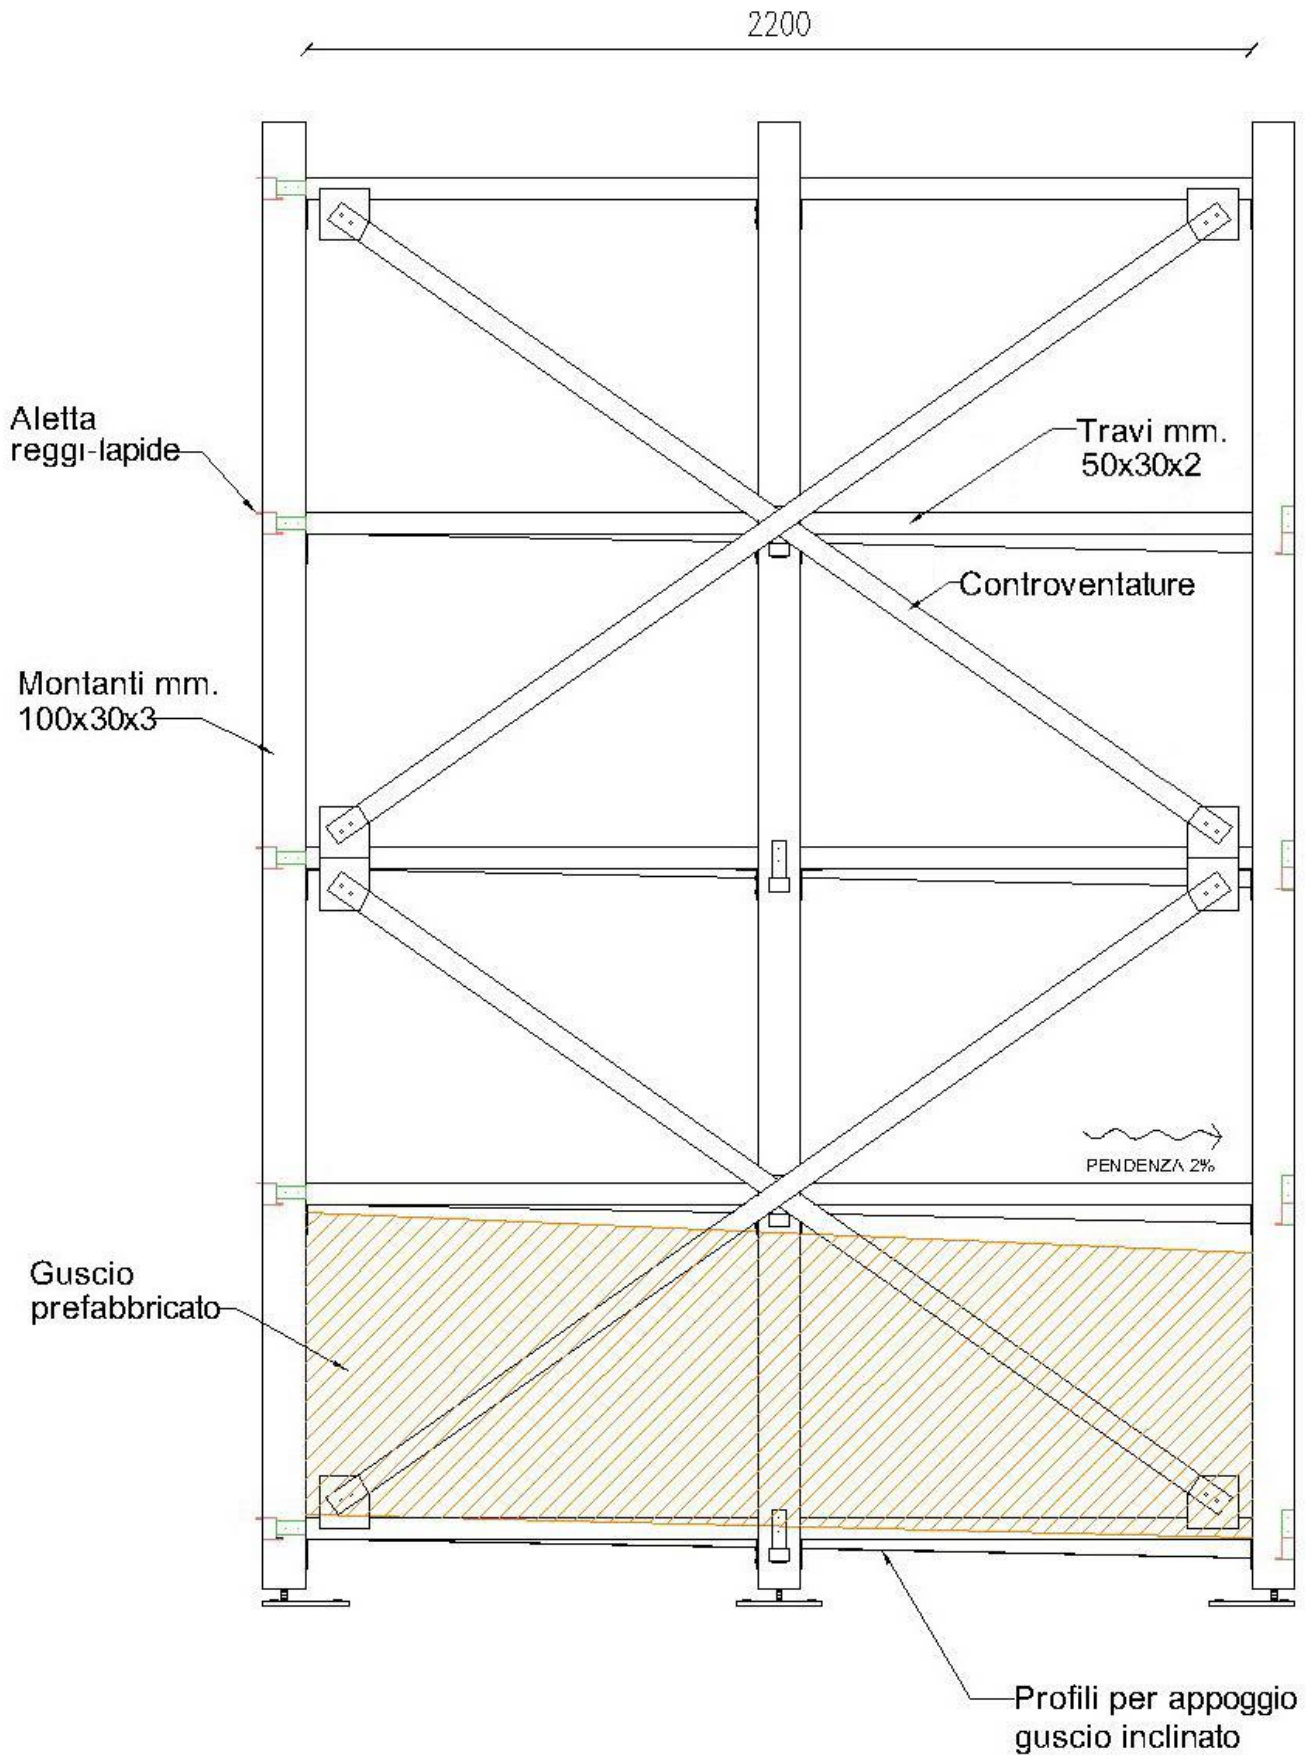 2200
Aletta
reggi-lapide
Travi mm.
50x30x2
Controventature
Montanti mm.
100x30x3
PENDENZA 2%
Guscio
prefabbricato
Profili per appoggio
guscio inclinato